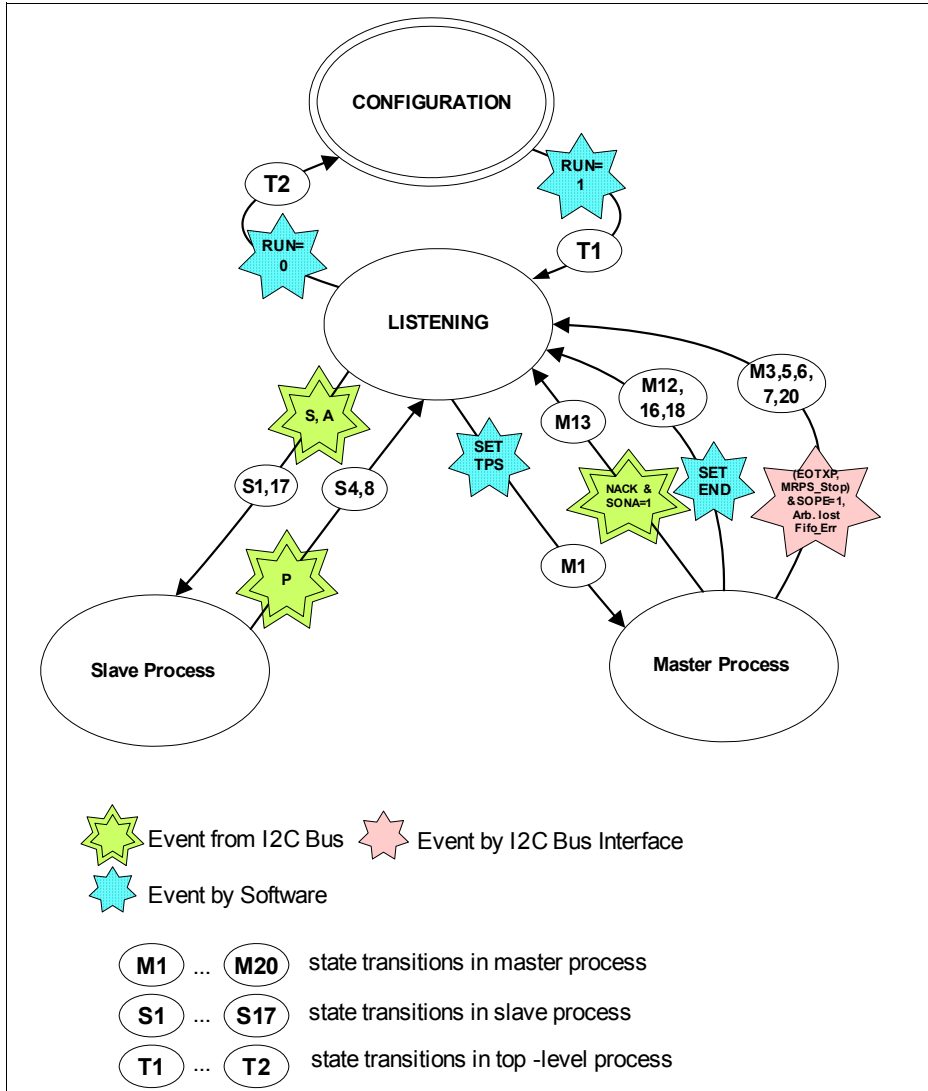 CONFIGURATION
RUN=
1
T2
RUN=
0
T1
LISTENING
S, A
S1,17
S4,8
P
SET
TPS
M1
M13
NACK &
SONA=1
M12,
16,18
SET
END
M3,5,6,
7,20
(EOTXP,
MRPS_Stop)
&SOPE=1,
Arb. lost
Fifo_Err
Slave Process
Master Process
Event from I2C Bus
Event by I2C Bus Interface
Event by Software
M1 ... M20 state transitions in master process
S1 ... S17 state transitions in slave process
T1 ... T2 state transitions in top -level process